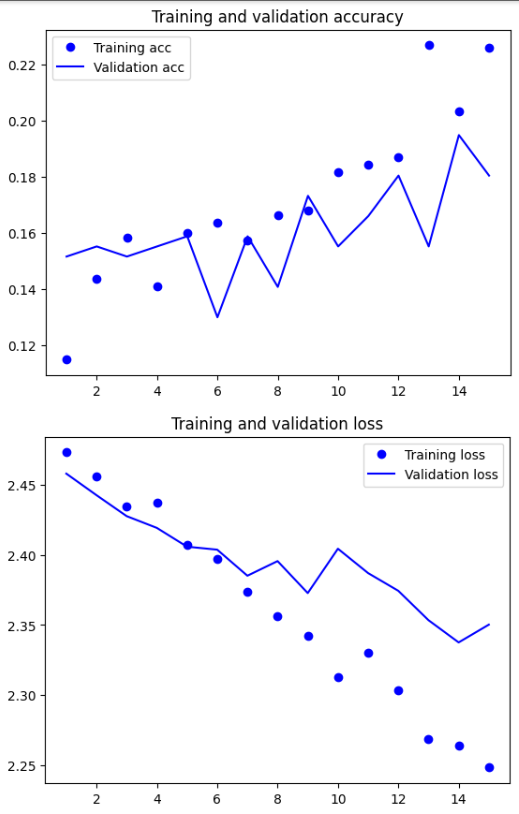 Training and validation accuracy
Training acc
Validation acc
0.22
0.20
0.18
0.16
0.14
0.12
2 4 6 8 10 12 14
Training and validation loss
Training loss
Validation loss
2.45
2.40
2.35
2.30
2.25
2 4 6 8 10 12 14